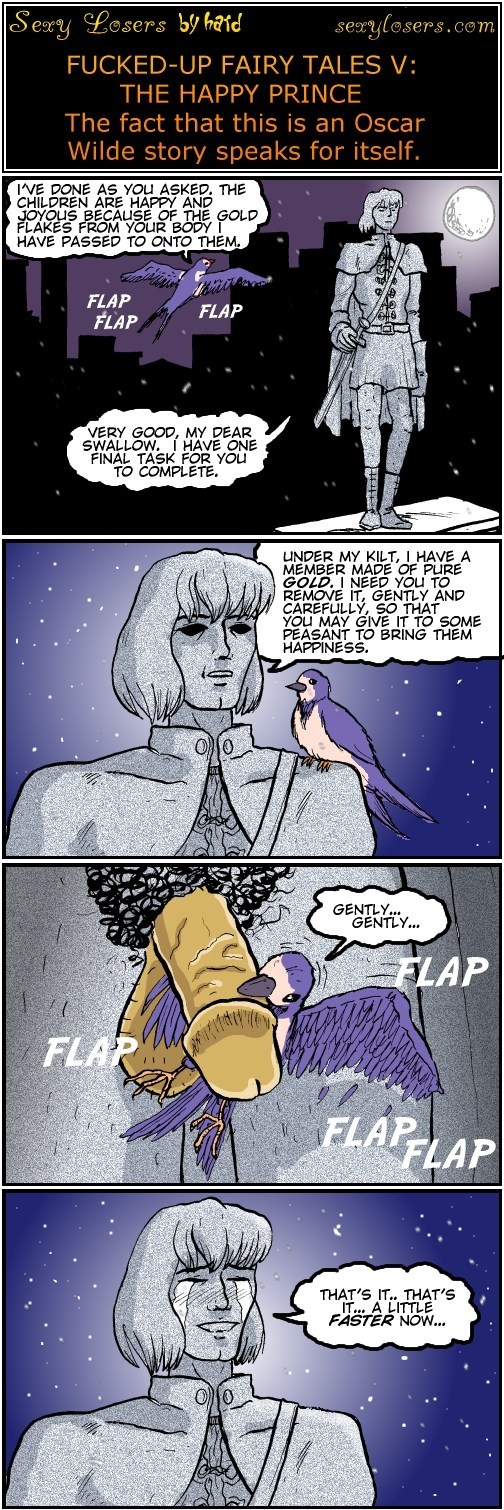 Sexy Losers by hard
sexylosers.com
FUCKED-UP FAIRY TALES V:
THE HAPPY PRINCE
The fact that this is an Oscar
Wilde story speaks for itself.
I'VE DONE AS YOU ASKED. THE
CHILDREN ARE HAPPY AND
JOYOUS BECAUSE OF THE GOLD
FLAKES FROM YOUR BODY I
HAVE PASSED TO ONTO THEM.
FLAP
FLAP
FLAP
VERY GOOD, MY DEAR
SWALLOW. I HAVE ONE
FINAL TASK FOR YOU
TO COMPLETE.
UNDER MY KILT, I HAVE A
MEMBER MADE OF PURE
GOLD. I NEED YOU TO
REMOVE IT, GENTLY AND
CAREFULLY, SO THAT
YOU MAY GIVE IT TO SOME
PEASANT TO BRING THEM
HAPPINESS.
GENTLY...
GENTLY...
FLAP
FLAP
FLAP
FLAP
THAT'S IT.. THAT'S
IT... A LITTLE
FASTER NOW...